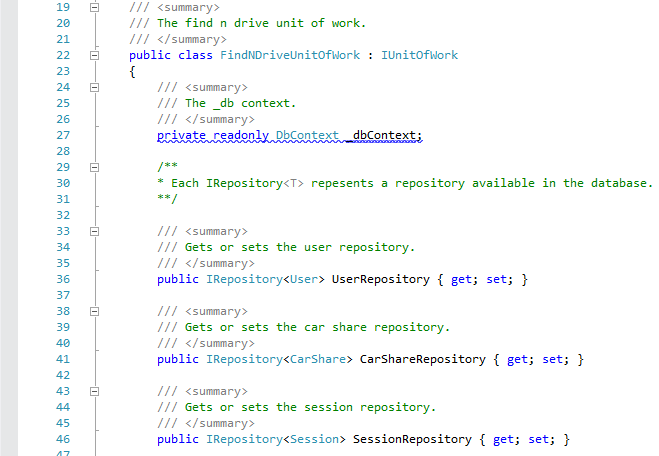 19 /// <summary>
20 /// The find n drive unit of work.
21 /// </summary>
22 public class FindNDriveUnitOfWork : IUnitOfWork
23 {
24 /// <summary>
25 /// The _db context.
26 /// </summary>
27 private readonly DbContext _dbContext;
28
29 /**
30 * Each IRepository<T> repesents a repository available in the database.
31 **/
32
33 /// <summary>
34 /// Gets or sets the user repository.
35 /// </summary>
36 public IRepository<User> UserRepository { get; set; }
37
38 /// <summary>
39 /// Gets or sets the car share repository.
40 /// </summary>
41 public IRepository<CarShare> CarShareRepository { get; set; }
42
43 /// <summary>
44 /// Gets or sets the session repository.
45 /// </summary>
46 public IRepository<Session> SessionRepository { get; set; }
47